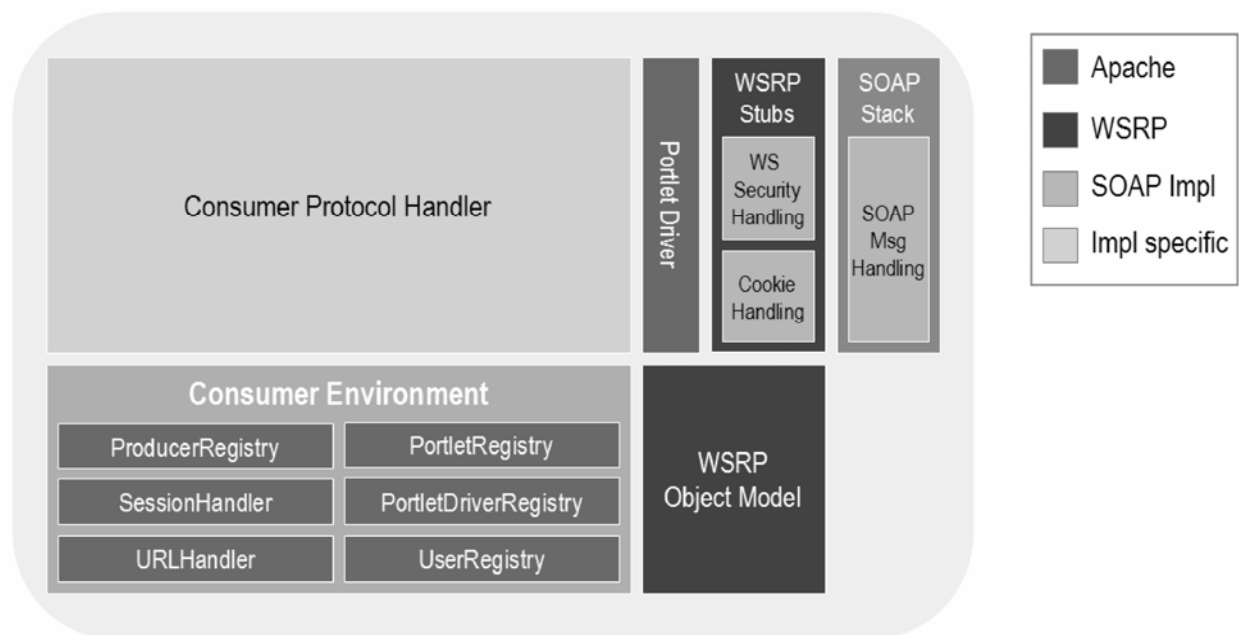 Consumer Protocol Handler
Portlet Driver
WSRP
Stubs
WS
Security
Handling
Cookie
Handling
SOAP
Stack
SOAP
Msg
Handling
Consumer Environment
ProducerRegistry
PortletRegistry
SessionHandler
PortletDriverRegistry
URLHandler
UserRegistry
WSRP
Object Model
Apache
WSRP
SOAP Impl
Impl specific